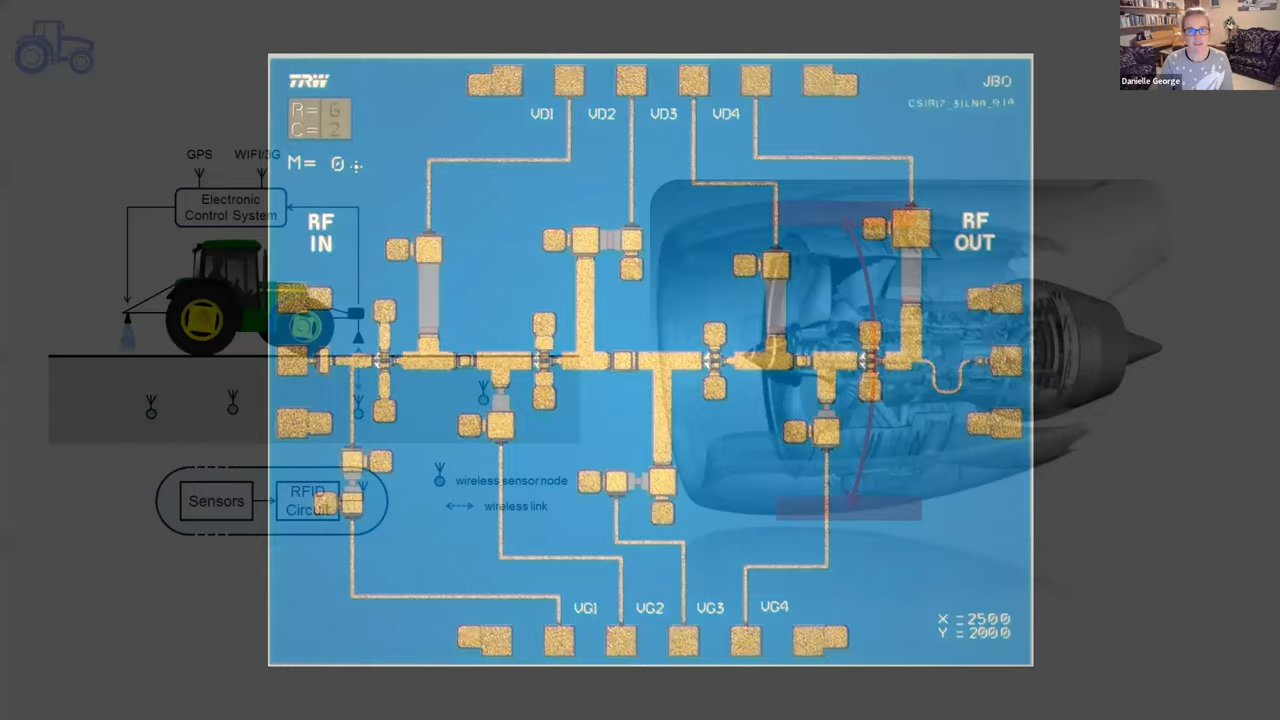 Danielle George
TRW
JBO
R= 6
C= 2
M= 0
VD1
VD2
VD3
VD4
GPS
WiFi/3G
Electronic
Control System
RF
IN
RF
OUT
Sensors
RFID
Circuit
wireless sensor node
wireless link
VG1
VG2
VG3
VG4
X =2500
Y =2000